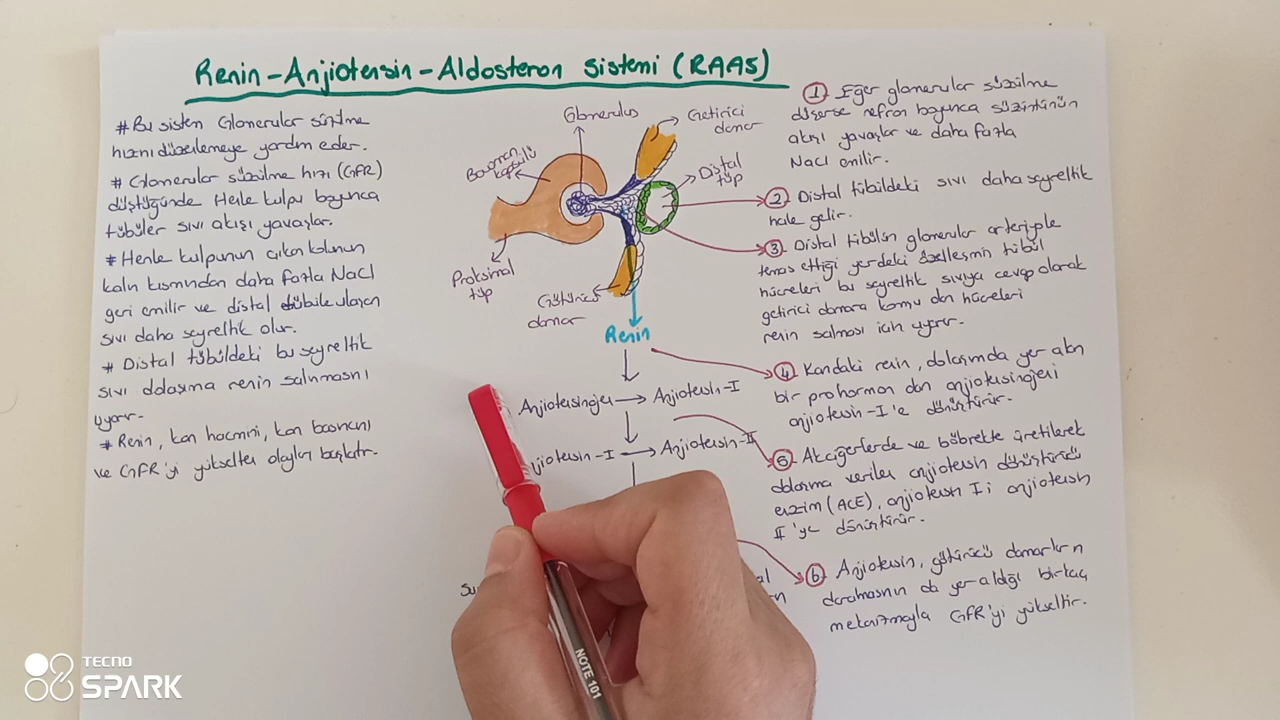 Renin-Anjiotensin-Aldosteron Sistemi (RAAS)
# Bu sistem Glomerular süzülme
hızını düzenlemeye yardım eder.
# Glomerular süzülme hızı (GFR)
düştüğünde Henle kulpu boyunca
tübüler sıvı akışı yavaşlar.
# Henle kulpunun çıkan kolunun
kalın kısmından daha fazla NaCl
geri emilir ve distal tübüle ulaşan
sıvı daha seyreltik olur.
# Distal tübüldeki bu seyreltik
sıvı dolaşıma renin salınmasını
uyarır.
# Renin, kan hacmini, kan basıncını
ve GFR'yi yükselten olayları başlatır.
Glomerulus
Getirici
damar
Bowman
kapsülü
Distal
tüp
Proksimal
tüp
Götürücü
damar
Renin
Anjiotensinojen → Anjiotensin-I
jiotensin-I → Anjiotensin-II
1 Eğer glomerular süzülme
düşerse nefron boyunca süzüntünün
akışı yavaşlar ve daha fazla
NaCl emilir.
2 Distal tübüldeki sıvı daha seyreltik
hale gelir.
3 Distal tübülün glomerular arteriyole
temas ettiği yerdeki özelleşmiş tübül
hücreleri bu seyreltik sıvıya cevap olarak
getirici damara komşu dan hücreleri
renin salması için uyarır.
4 Kandaki renin, dolaşımda yer alan
bir prohormon olan anjiotensinojeni
anjiotensin-I'e dönüştürür.
5 Akciğerlerde ve böbrekte üretilerek
dolaşıma verilen anjiotensin dönüştürücü
enzim (ACE), anjiotensin I'i anjiotensin
II'ye dönüştürür.
6 Anjiotensin, götürücü damarların
daralmasının da yer aldığı birkaç
mekanizmayla GFR'yi yükseltir.
NOTE 101
TECNO
SPARK